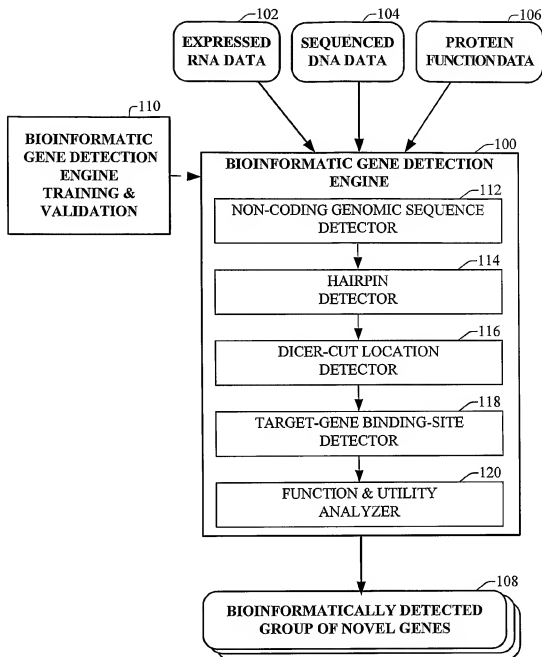 102
EXPRESSED
RNA DATA
104
SEQUENCED
DNA DATA
106
PROTEIN
FUNCTION DATA
110
BIOINFORMATIC
GENE DETECTION
ENGINE
TRAINING &
VALIDATION
100
BIOINFORMATIC GENE DETECTION
ENGINE
112
NON-CODING GENOMIC SEQUENCE
DETECTOR
114
HAIRPIN
DETECTOR
116
DICER-CUT LOCATION
DETECTOR
118
TARGET-GENE BINDING-SITE
DETECTOR
120
FUNCTION & UTILITY
ANALYZER
108
BIOINFORMATICALLY DETECTED
GROUP OF NOVEL GENES